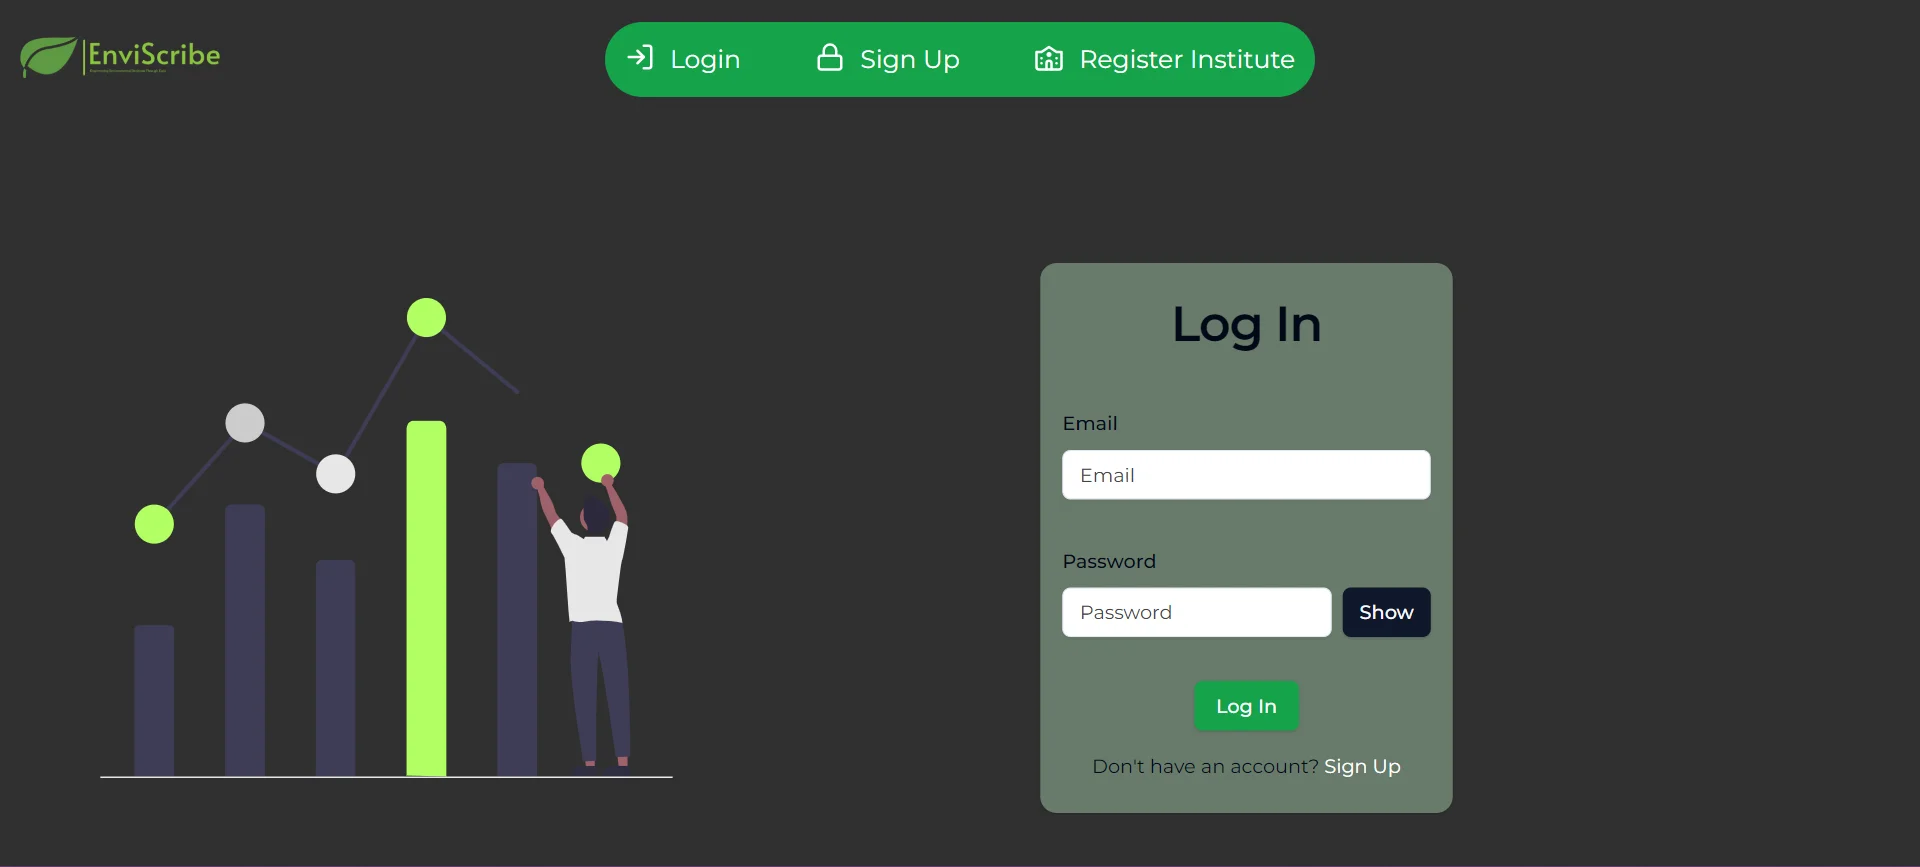 EnviScribe
Login
Sign Up
Register Institute
Log In
Email
Email
Password
Password
Show
Log In
Don't have an account? Sign Up